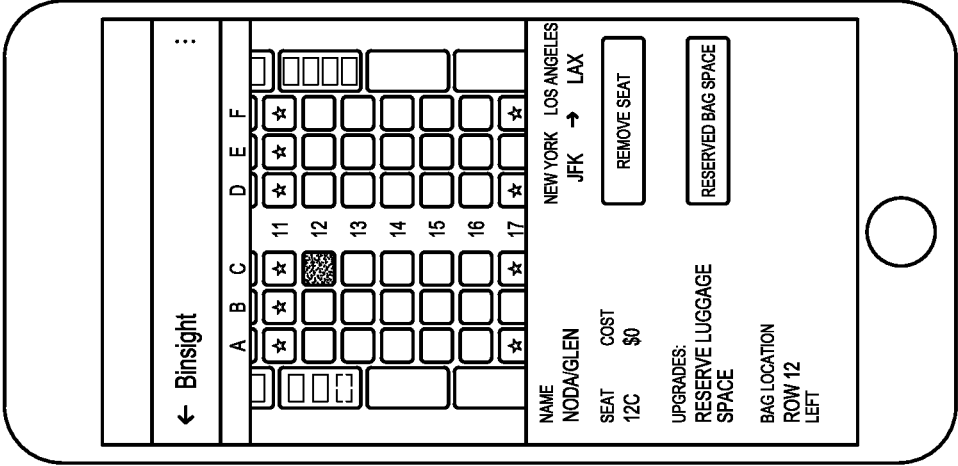 ← Binsight
A B C D E F
11
12
13
14
15
16
17
NAME
NODA/GLEN
NEW YORK LOS ANGELES
JFK → LAX
SEAT COST
12C $0
REMOVE SEAT
UPGRADES:
RESERVE LUGGAGE
SPACE
RESERVED BAG SPACE
BAG LOCATION
ROW 12
LEFT